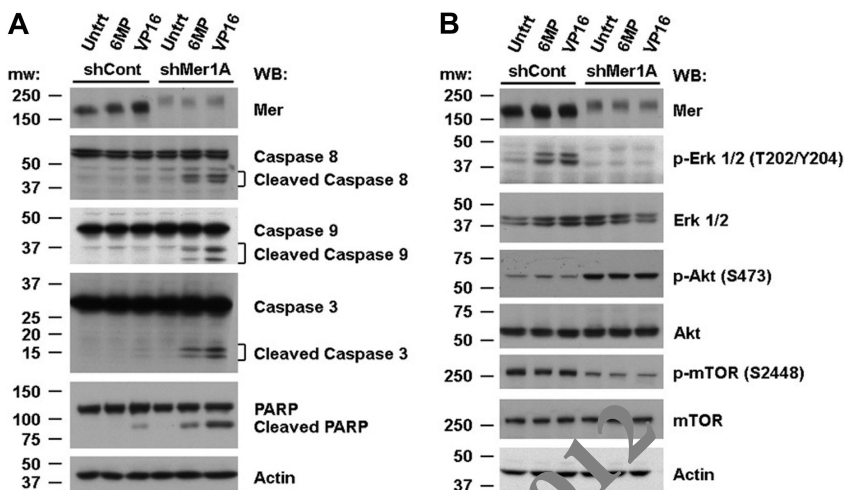 A
Untrt 6MP VP16 Untrt 6MP VP16
mw: shCont shMer1A WB:
250
150
Mer
50
37
Caspase 8
Cleaved Caspase 8
50
37
Caspase 9
Cleaved Caspase 9
37
25
20
15
Caspase 3
Cleaved Caspase 3
150
100
75
PARP
Cleaved PARP
50
37
Actin
B
Untrt 6MP VP16 Untrt 6MP VP16
mw: shCont shMer1A WB:
250
150
Mer
50
37
p-Erk 1/2 (T202/Y204)
50
37
Erk 1/2
75
50
p-Akt (S473)
75
50
Akt
250
p-mTOR (S2448)
250
mTOR
50
37
Actin
012